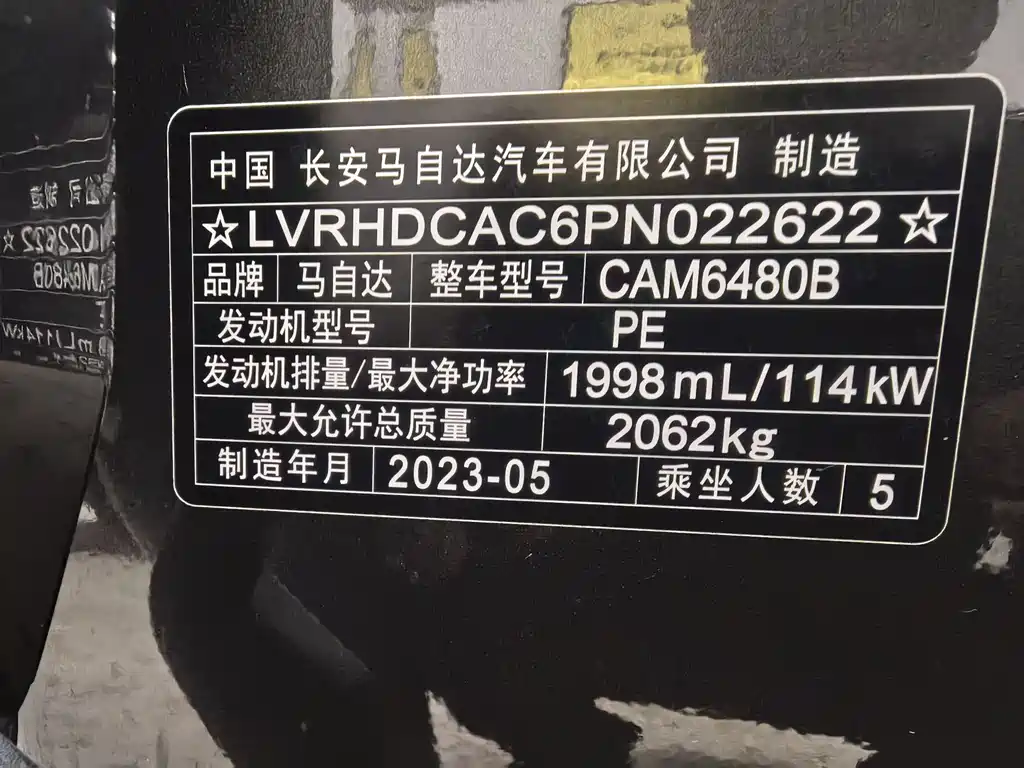 中国 长安马自达汽车有限公司 制造
☆LVRHDCAC6PN022622☆
品牌 马自达 整车型号 CAM6480B
发动机型号 PE
发动机排量/最大净功率 1998mL/114kW
最大允许总质量 2062kg
制造年月 2023-05 乘坐人数 5